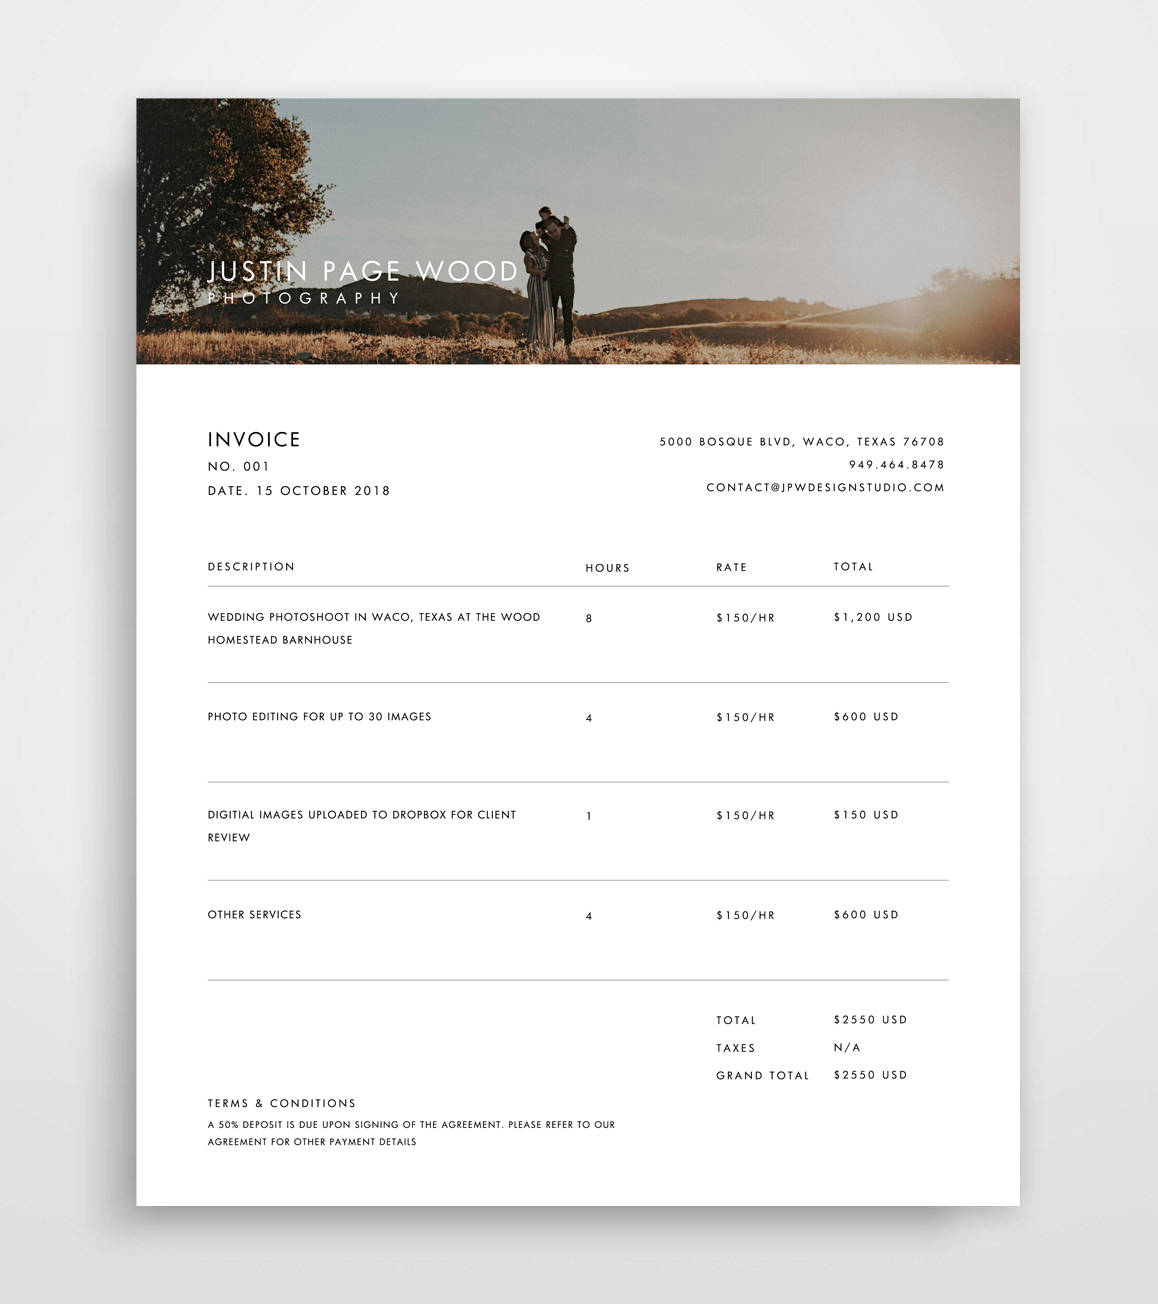 JUSTIN PAGE WOOD
PHOTOGRAPHY
INVOICE
NO. 001
DATE. 15 OCTOBER 2018
5000 BOSQUE BLVD, WACO, TEXAS 76708
949.464.8478
CONTACT@JPWDESIGNSTUDIO.COM
DESCRIPTION HOURS RATE TOTAL
WEDDING PHOTOSHOOT IN WACO, TEXAS AT THE WOOD 8 $150/HR $1,200 USD
HOMESTEAD BARNHOUSE
PHOTO EDITING FOR UP TO 30 IMAGES 4 $150/HR $600 USD
DIGITIAL IMAGES UPLOADED TO DROPBOX FOR CLIENT 1 $150/HR $150 USD
REVIEW
OTHER SERVICES 4 $150/HR $600 USD
TOTAL $2550 USD
TAXES N/A
GRAND TOTAL $2550 USD
TERMS & CONDITIONS
A 50% DEPOSIT IS DUE UPON SIGNING OF THE AGREEMENT. PLEASE REFER TO OUR
AGREEMENT FOR OTHER PAYMENT DETAILS